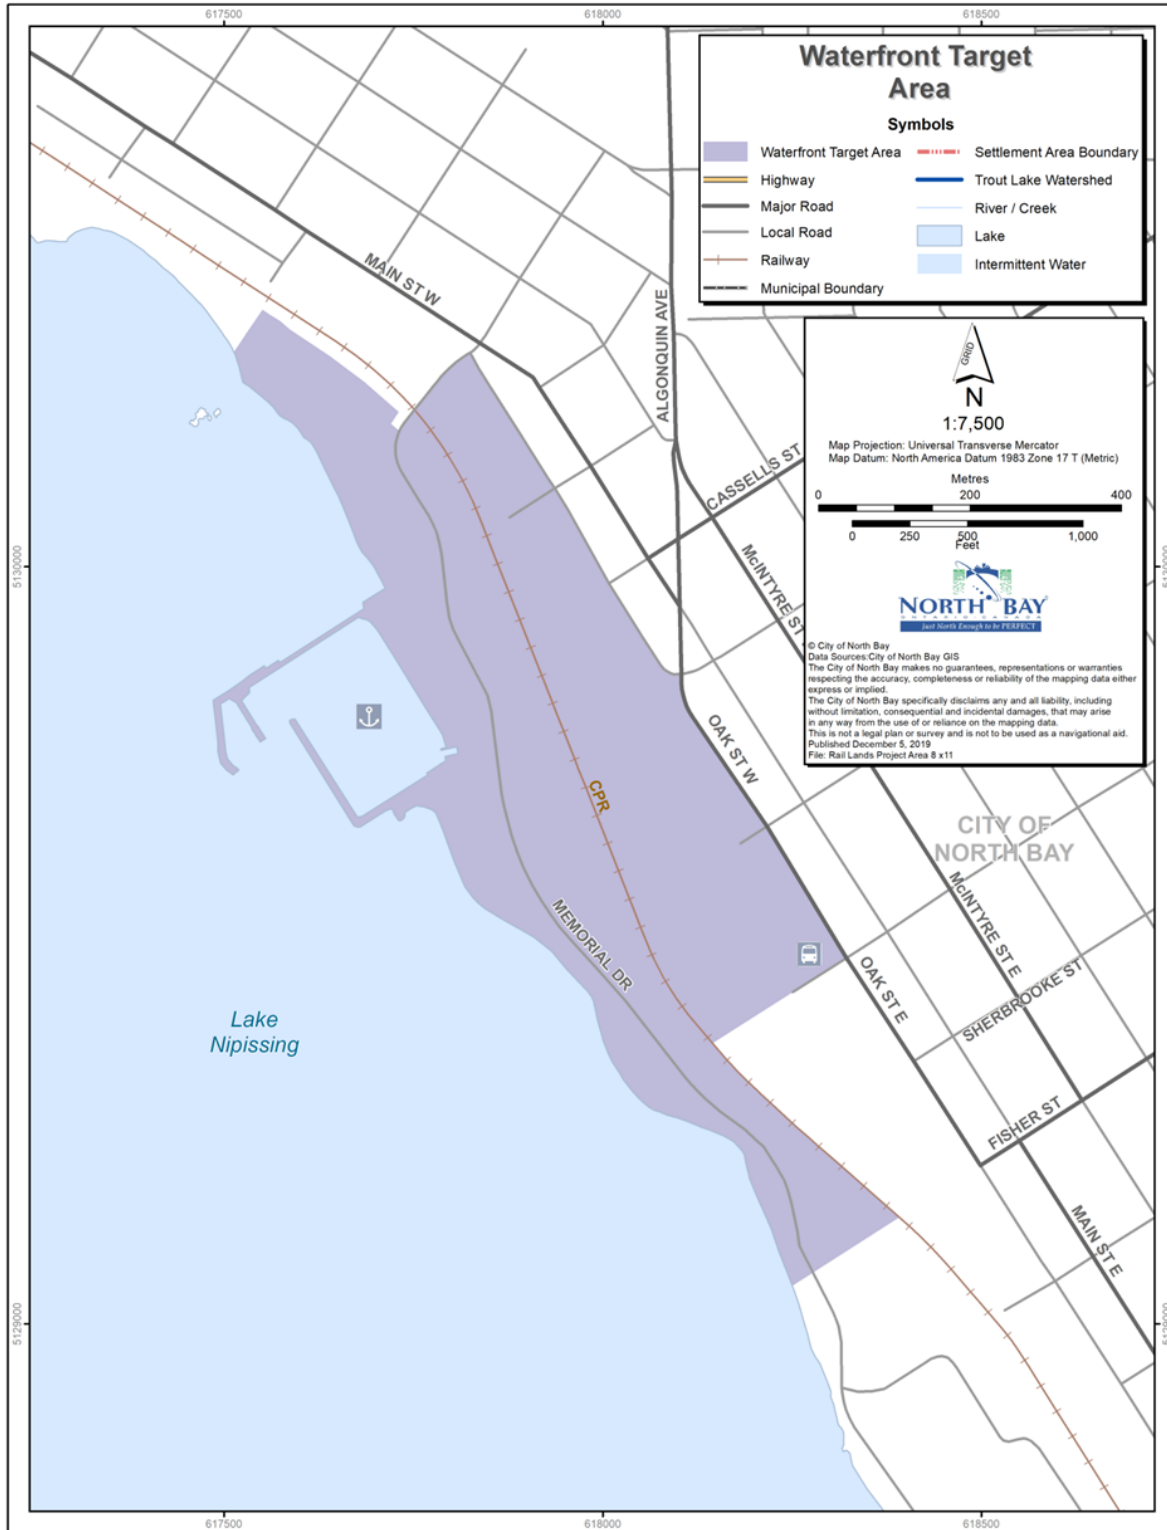 617500
618000
618500
Waterfront Target
Area
Symbols
Waterfront Target Area
Highway
Major Road
Local Road
Railway
Municipal Boundary
Settlement Area Boundary
Trout Lake Watershed
River / Creek
Lake
Intermittent Water
GRID
N
1:7,500
Map Projection: Universal Transverse Mercator
Map Datum: North America Datum 1983 Zone 17 T (Metric)
Metres
0 200 400
0 250 500 1,000
Feet
NORTH BAY
ONTARIO CANADA
just North Enough to be PERFECT
© City of North Bay
Data Sources:City of North Bay GIS
The City of North Bay makes no guarantees, representations or warranties
respecting the accuracy, completeness or reliability of the mapping data either
express or implied.
The City of North Bay specifically disclaims any and all liability, including
without limitation, consequential and incidental damages, that may arise
in any way from the use of or reliance on the mapping data.
This is not a legal plan or survey and is not to be used as a navigational aid.
Published December 5, 2019
File: Rail Lands Project Area 8 x11
MAIN ST W
ALGONQUIN AVE
CASSELLS ST
McINTYRE ST
5130000
OAK ST W
CPR
CITY OF
NORTH BAY
McINTYRE ST E
MEMORIAL DR
OAK ST E
SHERBROOKE ST
Lake
Nipissing
FISHER ST
MAIN ST E
5129000
5129000
617500
618000
618500